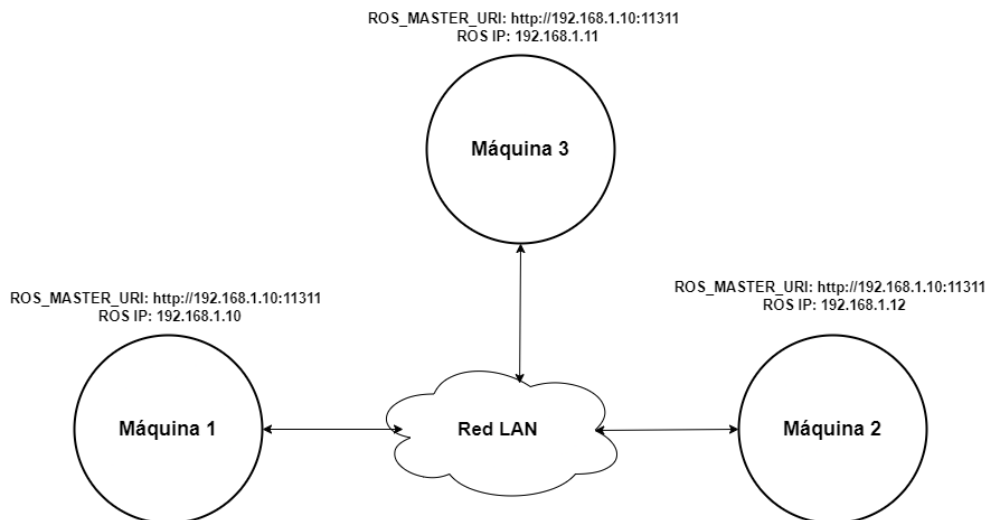 ROS_MASTER_URI: http://192.168.1.10:11311
ROS IP: 192.168.1.11
Máquina 3
ROS_MASTER_URI: http://192.168.1.10:11311
ROS IP: 192.168.1.10
Máquina 1
Red LAN
ROS_MASTER_URI: http://192.168.1.10:11311
ROS IP: 192.168.1.12
Máquina 2